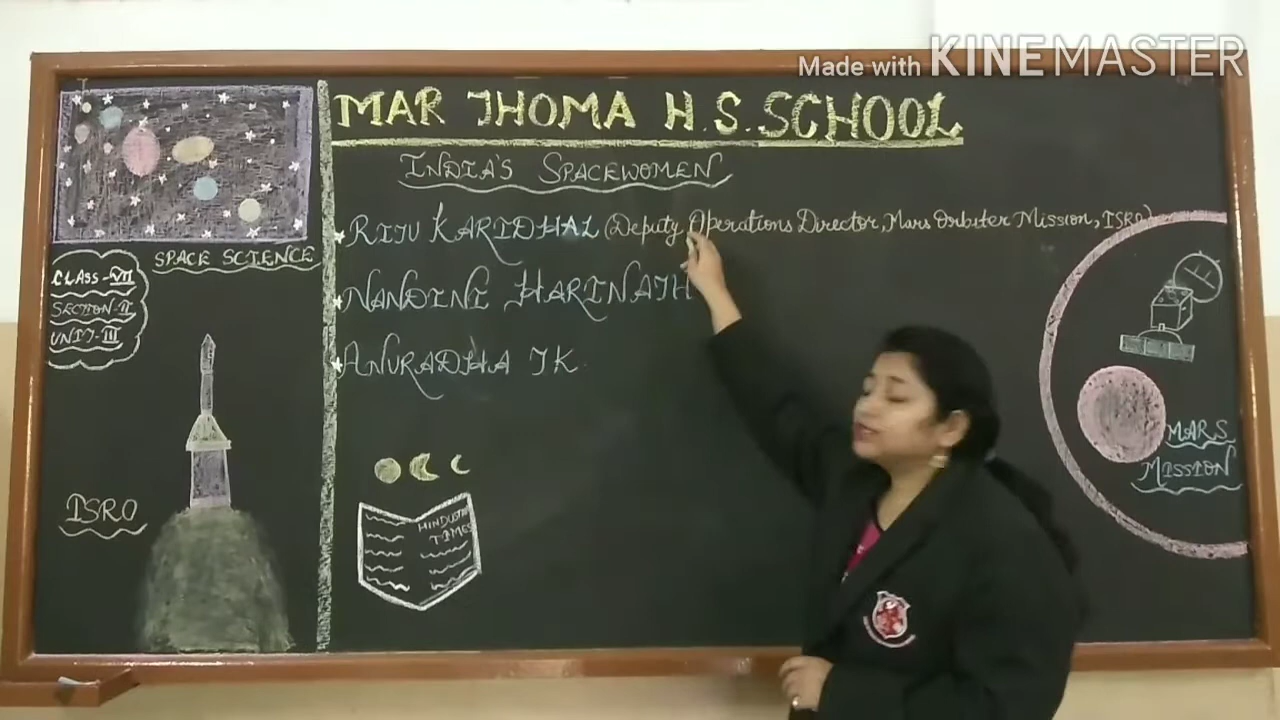 Made with KINEMASTER
MAR THOMA H.S. SCHOOL
INDIA'S SPACEWOMEN
RITU KARIDHAL (Deputy Operations Director, Mars Orbiter Mission, ISRO)
NANDINI HARINATH
ANURADHA TK
SPACE SCIENCE
CLASS-VII
SECTION-II
UNIT-III
ISRO
HINDUSTAN
TIMES
MARS
MISSION